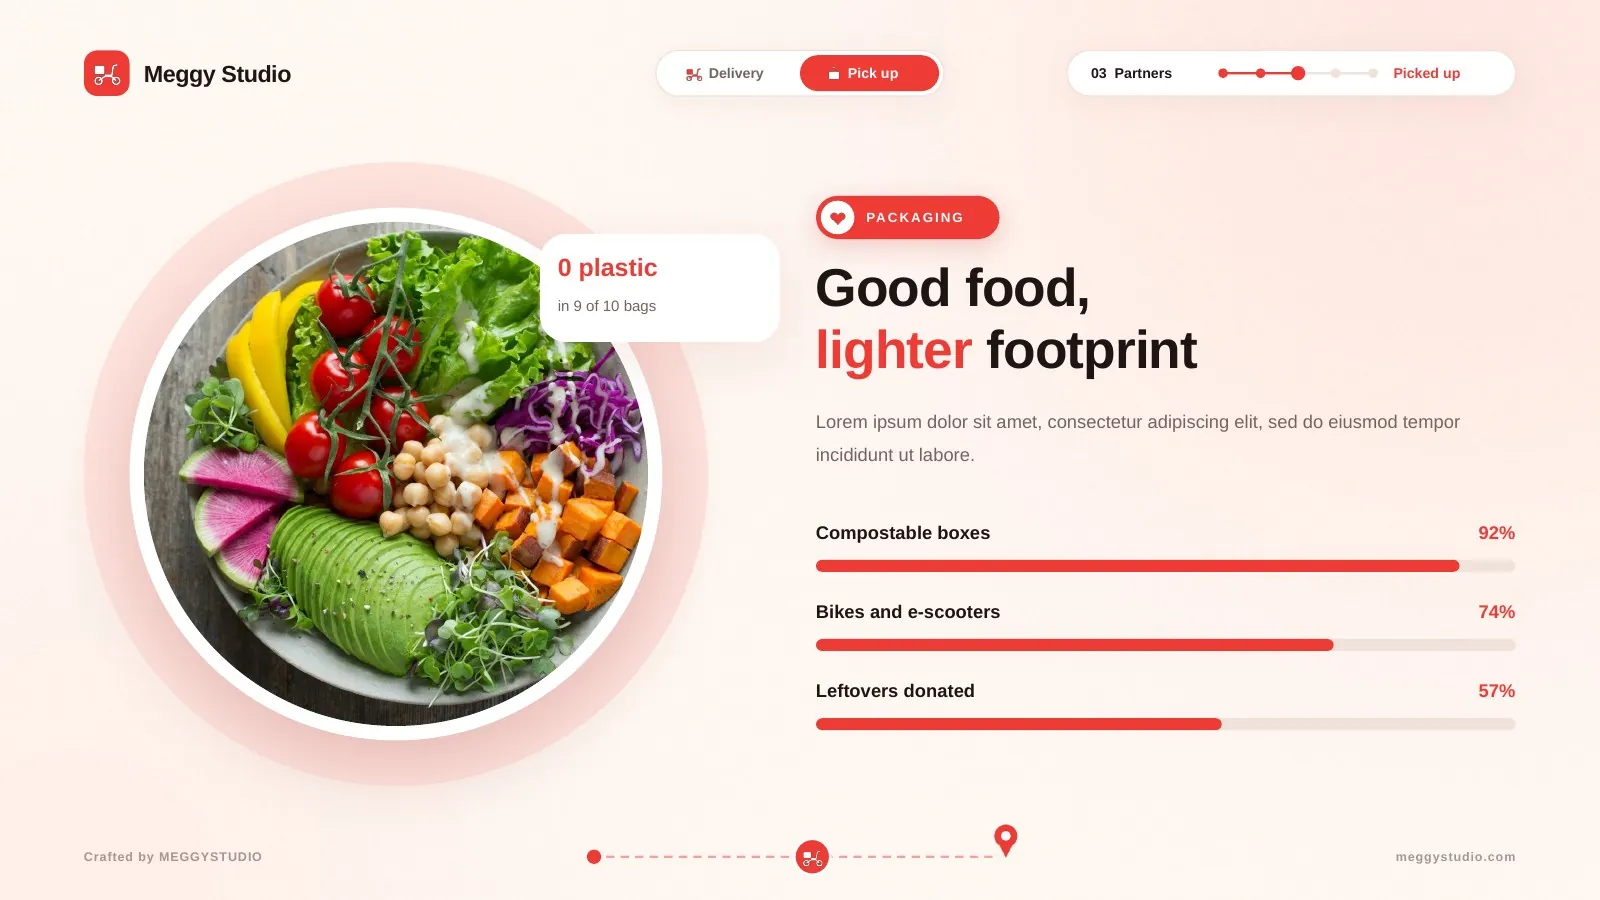 Meggy Studio
Delivery
Pick up
03 Partners
Picked up
0 plastic
in 9 of 10 bags
PACKAGING
Good food,
lighter footprint
Lorem ipsum dolor sit amet, consectetur adipiscing elit, sed do eiusmod tempor
incididunt ut labore.
Compostable boxes 92%
Bikes and e-scooters 74%
Leftovers donated 57%
Crafted by MEGGYSTUDIO
meggystudio.com